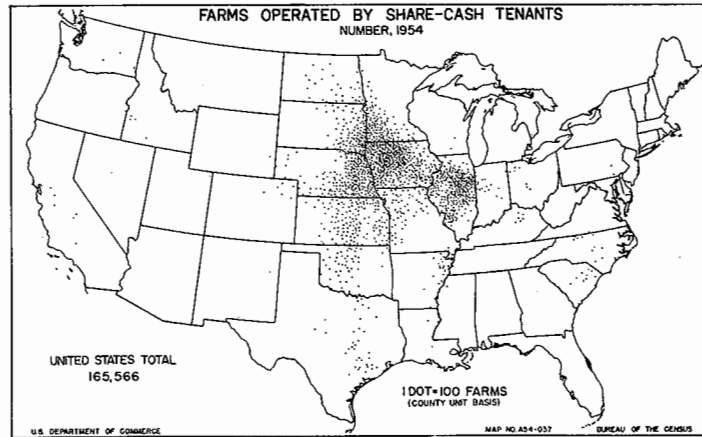 FARMS OPERATED BY SHARE-CASH TENANTS
NUMBER, 1954
UNITED STATES TOTAL
165,566
1 DOT=100 FARMS
(COUNTY UNIT BASIS)
U.S. DEPARTMENT OF COMMERCE
MAP NO. A54-037
BUREAU OF THE CENSUS